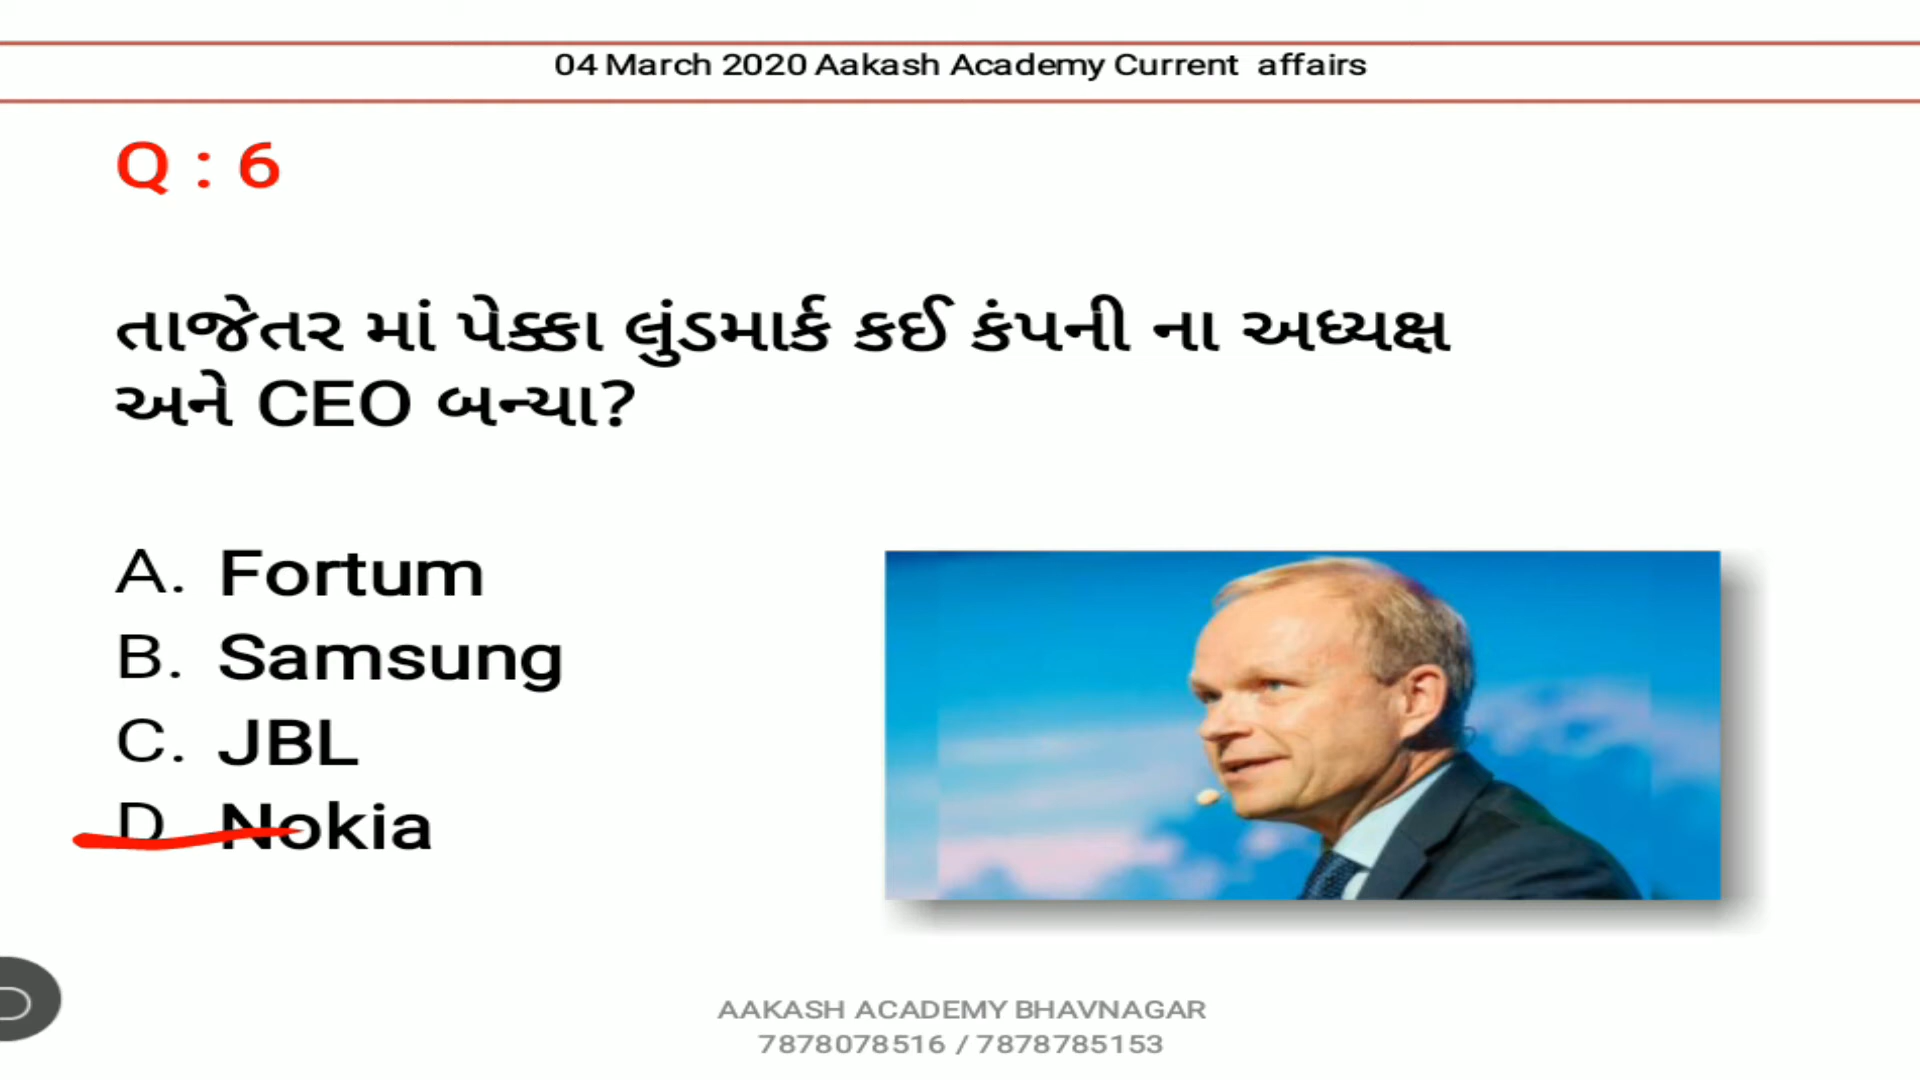 04 March 2020 Aakash Academy Current affairs
Q : 6
તાજેતર માં પેક્કા લુંડમાર્ક કઈ કંપની ના અધ્યક્ષ
અને CEO બન્યા?
A. Fortum
B. Samsung
C. JBL
D. Nokia
AAKASH ACADEMY BHAVNAGAR
7878078516 / 7878785153